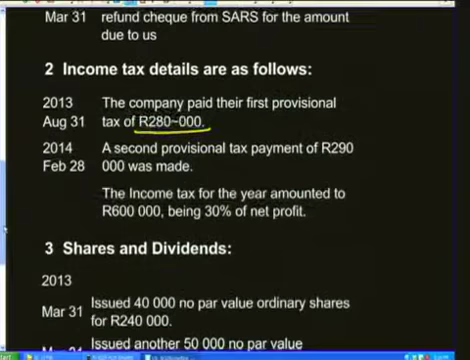 Mar 31 refund cheque from SARS for the amount
due to us
2 Income tax details are as follows:
2013 The company paid their first provisional
Aug 31 tax of R280~000.
2014 A second provisional tax payment of R290
Feb 28 000 was made.
The Income tax for the year amounted to
R600 000, being 30% of net profit.
3 Shares and Dividends:
2013
Mar 31 Issued 40 000 no par value ordinary shares
for R240 000.
Issued another 50 000 no par value